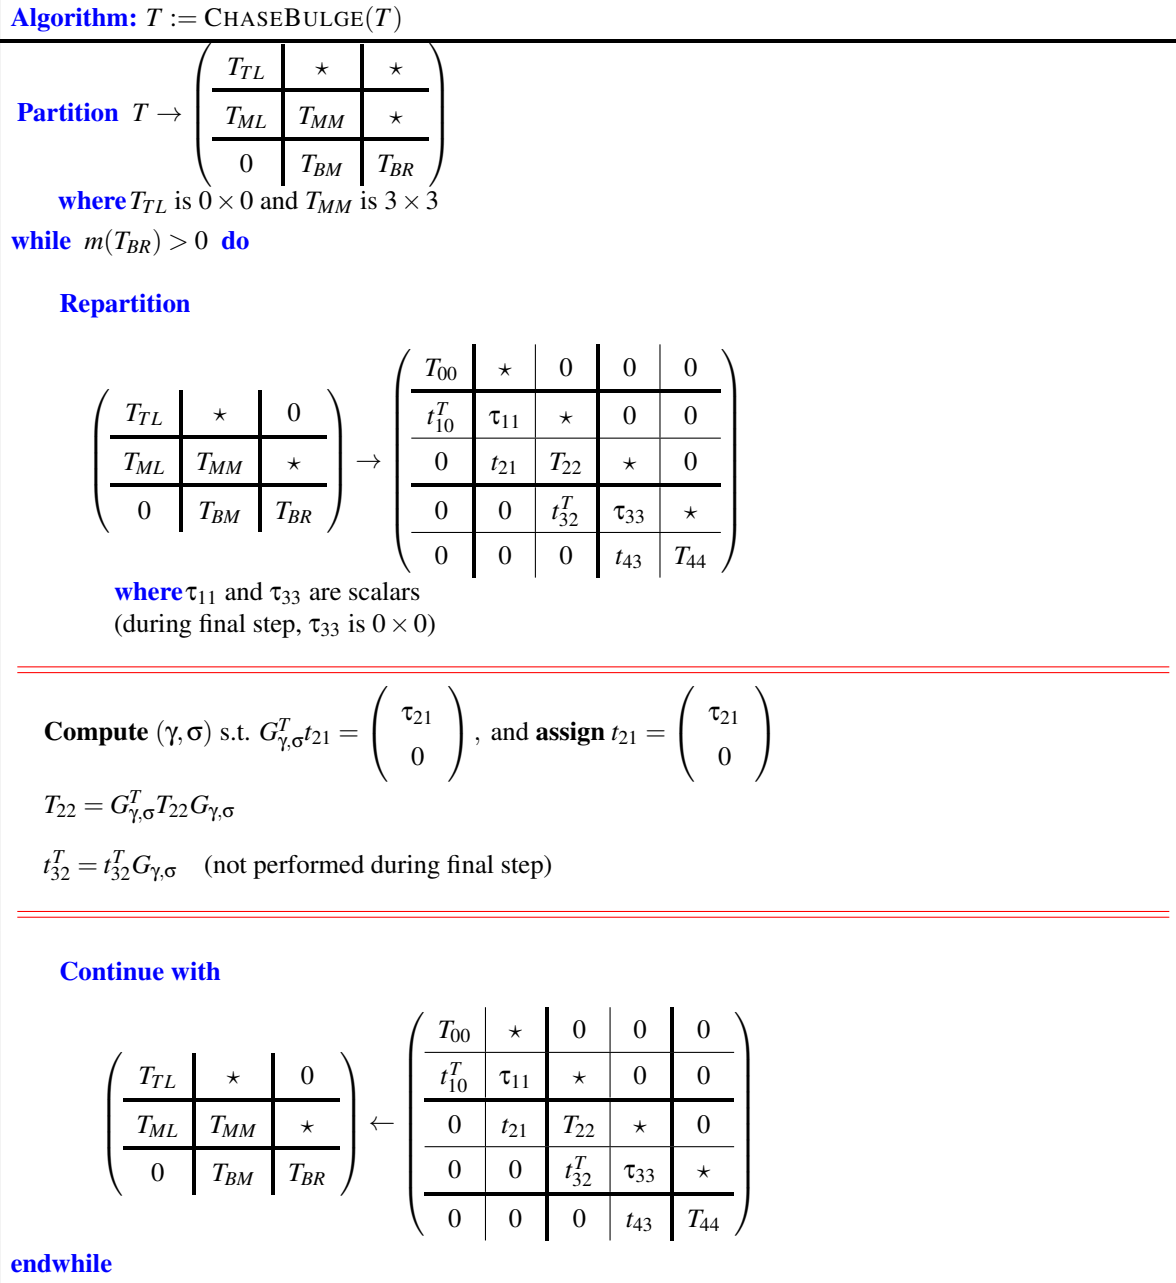 Algorithm: T := CHASEBULGE(T)
Partition T → ( T_TL | ⋆ | ⋆
T_ML | T_MM | ⋆
0 | T_BM | T_BR )
where T_TL is 0 × 0 and T_MM is 3 × 3
while m(T_BR) > 0 do
Repartition
( T_TL | ⋆ | 0
T_ML | T_MM | ⋆
0 | T_BM | T_BR )
→
( T_00 | ⋆ | 0 | 0 | 0
t_10^T | τ_11 | ⋆ | 0 | 0
0 | t_21 | T_22 | ⋆ | 0
0 | 0 | t_32^T | τ_33 | ⋆
0 | 0 | 0 | t_43 | T_44 )
where τ_11 and τ_33 are scalars
(during final step, τ_33 is 0 × 0)
Compute (γ,σ) s.t. G_γ,σ^T t_21 = ( τ_21 0 ), and assign t_21 = ( τ_21 0 )
T_22 = G_γ,σ^T T_22 G_γ,σ
t_32^T = t_32^T G_γ,σ (not performed during final step)
Continue with
( T_TL | ⋆ | 0
T_ML | T_MM | ⋆
0 | T_BM | T_BR )
←
( T_00 | ⋆ | 0 | 0 | 0
t_10^T | τ_11 | ⋆ | 0 | 0
0 | t_21 | T_22 | ⋆ | 0
0 | 0 | t_32^T | τ_33 | ⋆
0 | 0 | 0 | t_43 | T_44 )
endwhile